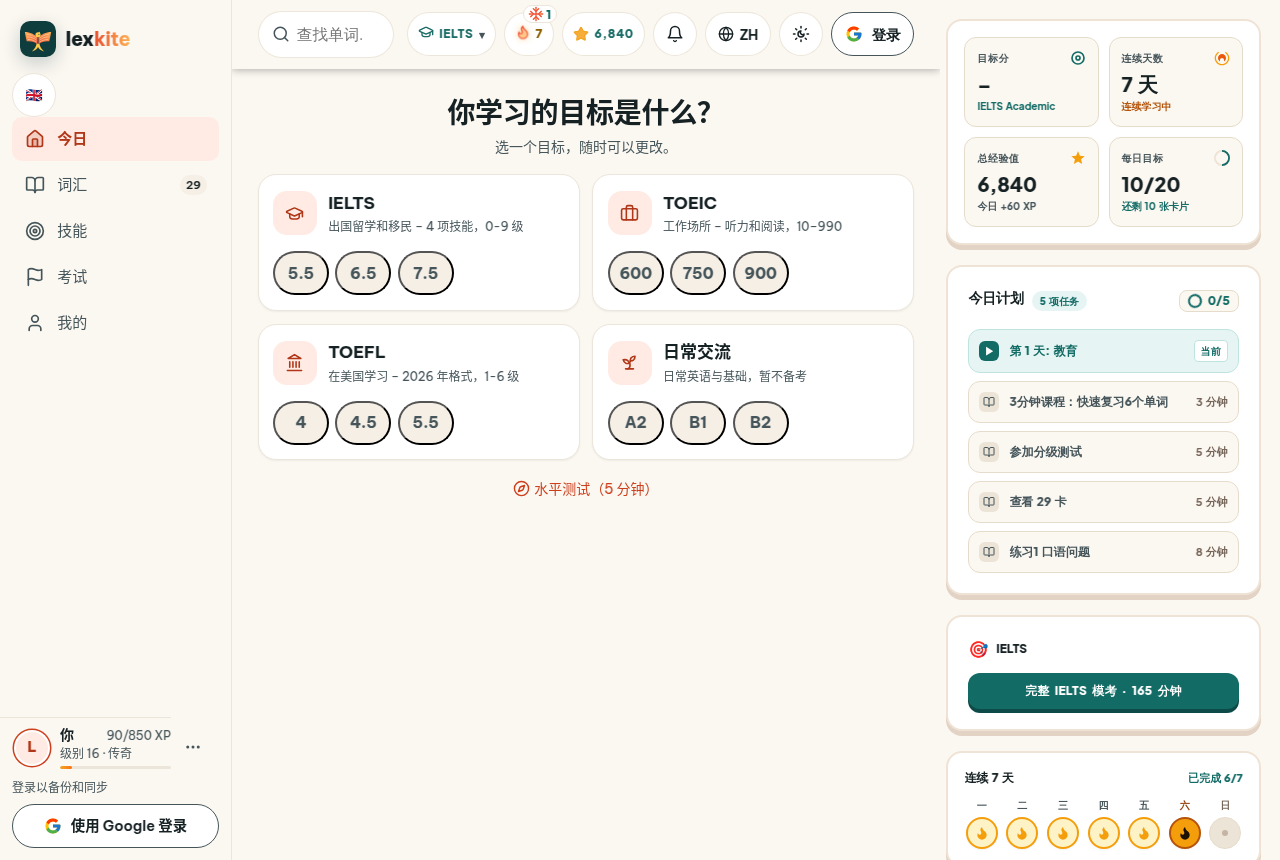 lexkite
今日
词汇 29
技能
考试
我的
L
你 90/850 XP
级别 16 · 传奇
登录以备份和同步
使用 Google 登录
查找单词.
IELTS ▾
1
7
6,840
ZH
登录
你学习的目标是什么?
选一个目标，随时可以更改。
IELTS
出国留学和移民 – 4 项技能，0–9 级
5.5 6.5 7.5
TOEIC
工作场所 – 听力和阅读，10–990
600 750 900
TOEFL
在美国学习 – 2026 年格式，1–6 级
4 4.5 5.5
日常交流
日常英语与基础，暂不备考
A2 B1 B2
水平测试（5 分钟）
目标分
–
IELTS Academic
连续天数
7 天
连续学习中
总经验值
6,840
今日 +60 XP
每日目标
10/20
还剩 10 张卡片
今日计划 5 项任务 0/5
第 1 天: 教育 当前
3分钟课程：快速复习6个单词 3 分钟
参加分级测试 5 分钟
查看 29 卡 5 分钟
练习1 口语问题 8 分钟
IELTS
完整 IELTS 模考 · 165 分钟
连续 7 天 已完成 6/7
一 二 三 四 五 六 日